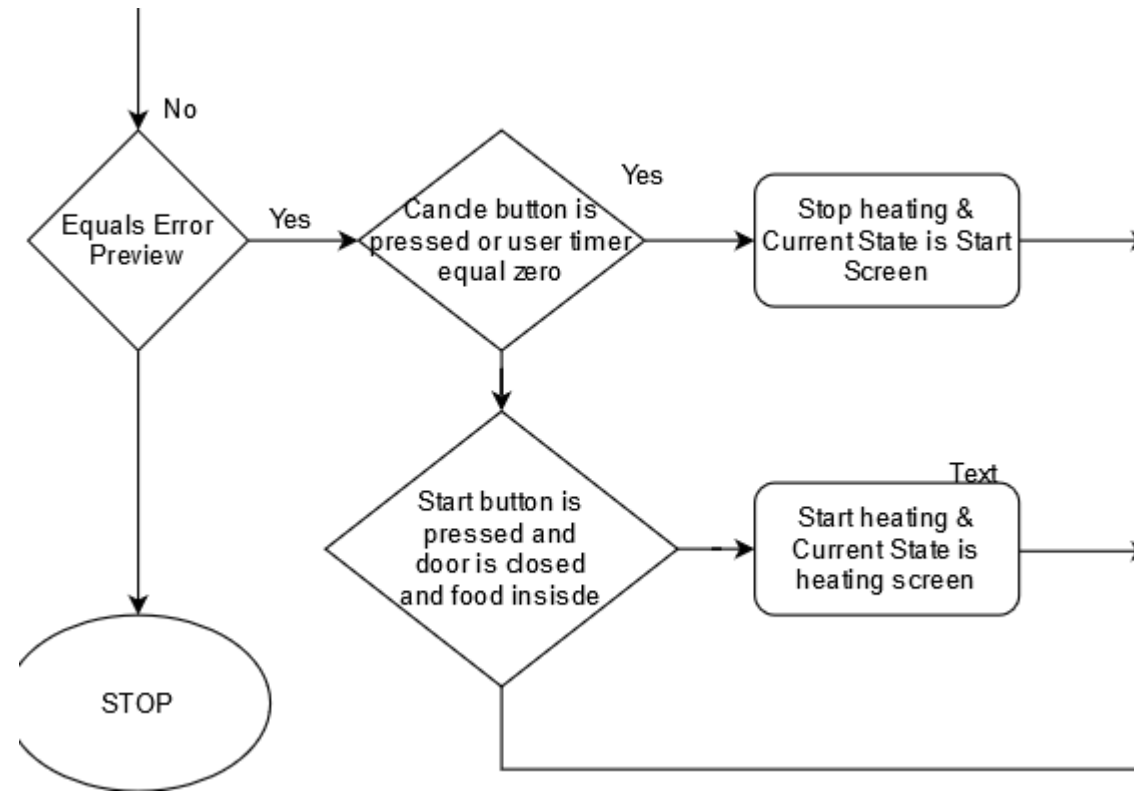 No
Equals Error
Preview
Yes
Cancle button is
pressed or user timer
equal zero
Yes
Stop heating &
Current State is Start
Screen
Start button is
pressed and
door is closed
and food insisde
Text
Start heating &
Current State is
heating screen
STOP